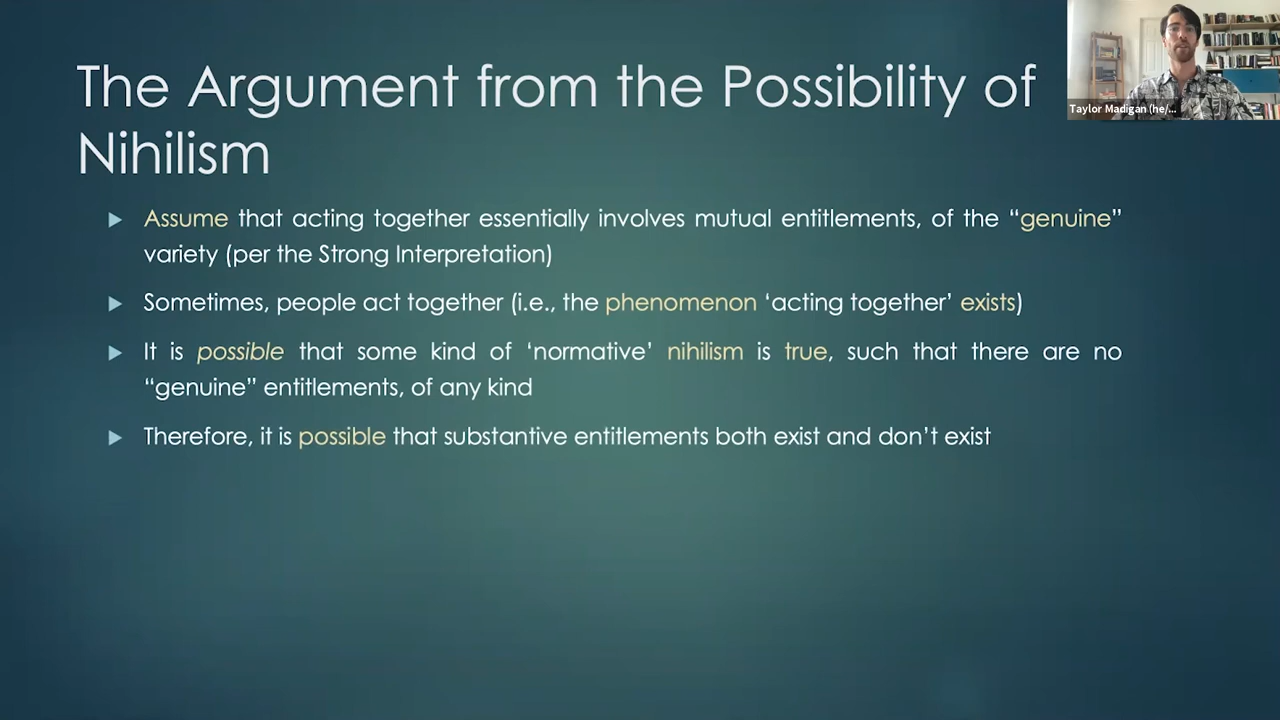 The Argument from the Possibility of
Nihilism
Taylor Madigan (he/...
Assume that acting together essentially involves mutual entitlements, of the “genuine”
variety (per the Strong Interpretation)
Sometimes, people act together (i.e., the phenomenon ‘acting together’ exists)
It is possible that some kind of ‘normative’ nihilism is true, such that there are no
“genuine” entitlements, of any kind
Therefore, it is possible that substantive entitlements both exist and don’t exist